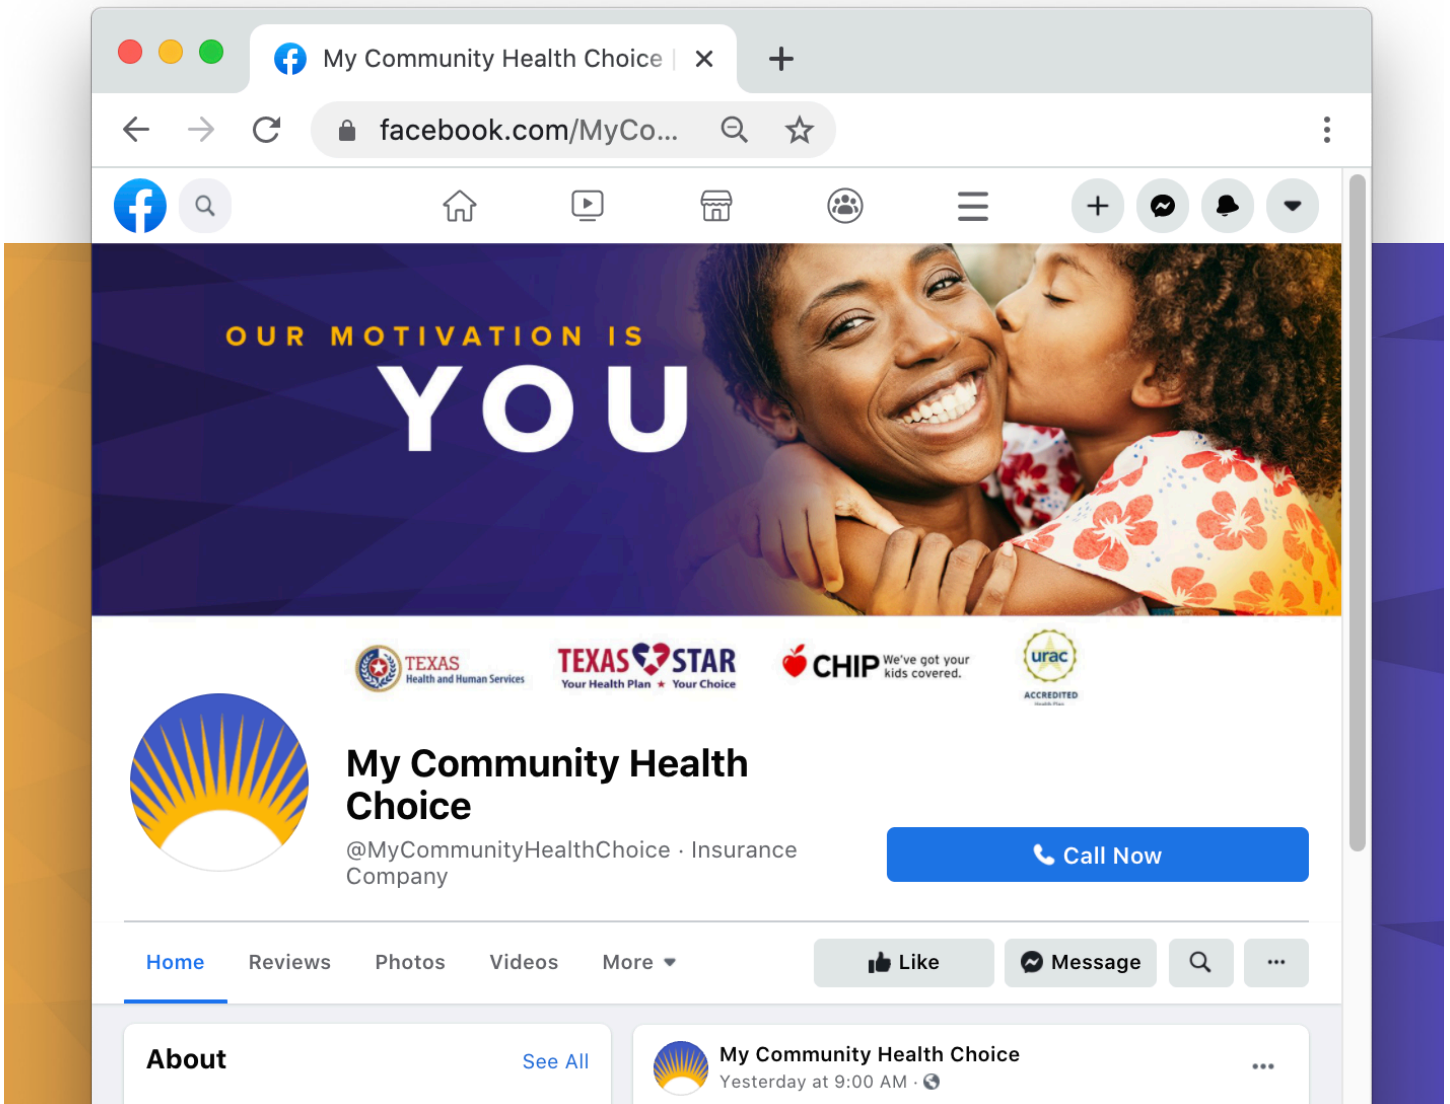 My Community Health Choice
facebook.com/MyCo...
OUR MOTIVATION IS
YOU
TEXAS
Health and Human Services
TEXAS STAR
Your Health Plan ★ Your Choice
CHIP We've got your
kids covered.
urac
ACCREDITED
Health Plan
My Community Health
Choice
@MyCommunityHealthChoice · Insurance
Company
Call Now
Home Reviews Photos Videos More
Like Message
About See All
My Community Health Choice
Yesterday at 9:00 AM ·